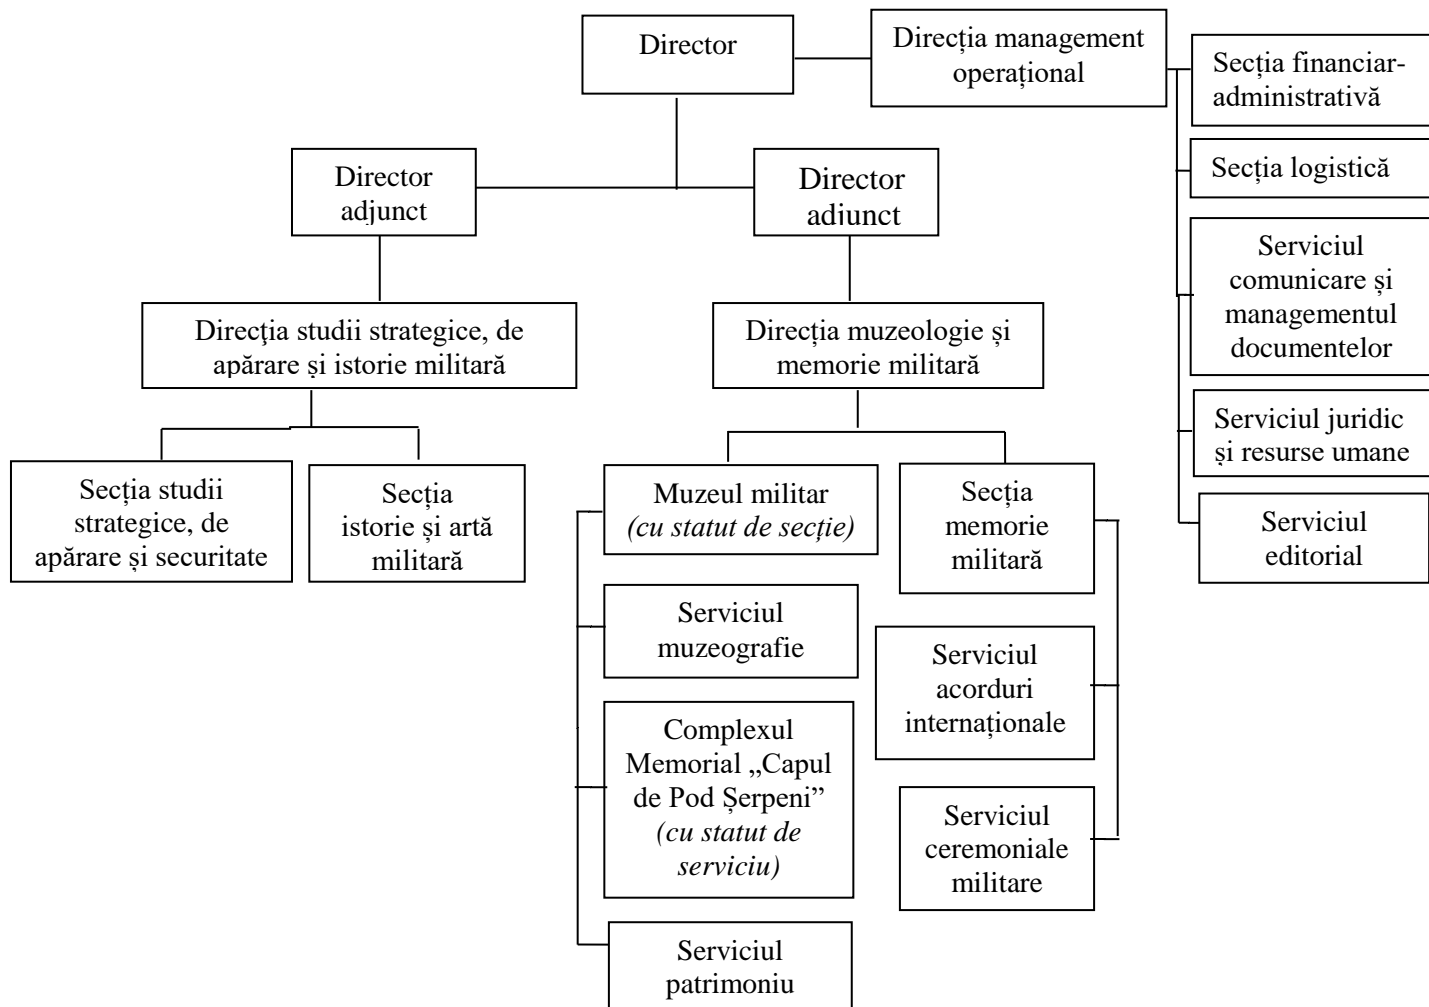 Director
Direcția management
operațional
Secția financiar-
administrativă
Secția logistică
Serviciul
comunicare și
managementul
documentelor
Serviciul juridic
și resurse umane
Serviciul
editorial
Director
adjunct
Director
adjunct
Direcţia studii strategice, de
apărare și istorie militară
Direcția muzeologie și
memorie militară
Secția studii
strategice, de
apărare și securitate
Secția
istorie și artă
militară
Muzeul militar
(cu statut de secție)
Serviciul
muzeografie
Complexul
Memorial „Capul
de Pod Șerpeni”
(cu statut de
serviciu)
Serviciul
patrimoniu
Secția
memorie
militară
Serviciul
acorduri
internaționale
Serviciul
ceremoniale
militare